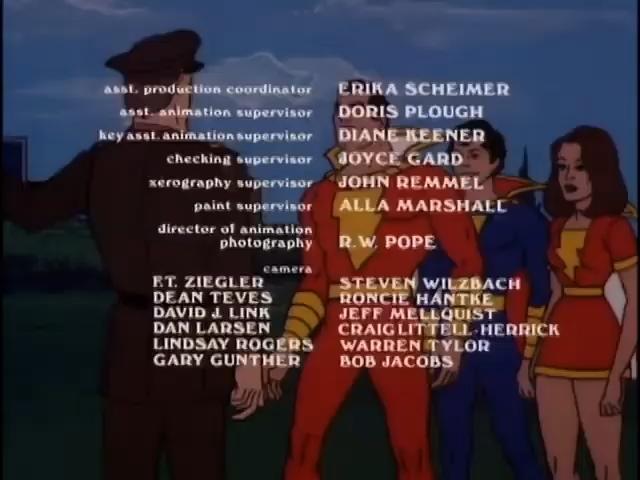 asst. production coordinator ERIKA SCHEIMER
asst. animation supervisor DORIS PLOUGH
key asst. animation supervisor DIANE KEENER
checking supervisor JOYCE GARD
xerography supervisor JOHN REMMEL
paint supervisor ALLA MARSHALL
director of animation
photography R.W. POPE
camera
F.T. ZIEGLER STEVEN WILZBACH
DEAN TEVES RONCIE HANTKE
DAVID J. LINK JEFF MELLQUIST
DAN LARSEN CRAIG LITTELL-HERRICK
LINDSAY ROGERS WARREN TYLOR
GARY GUNTHER BOB JACOBS